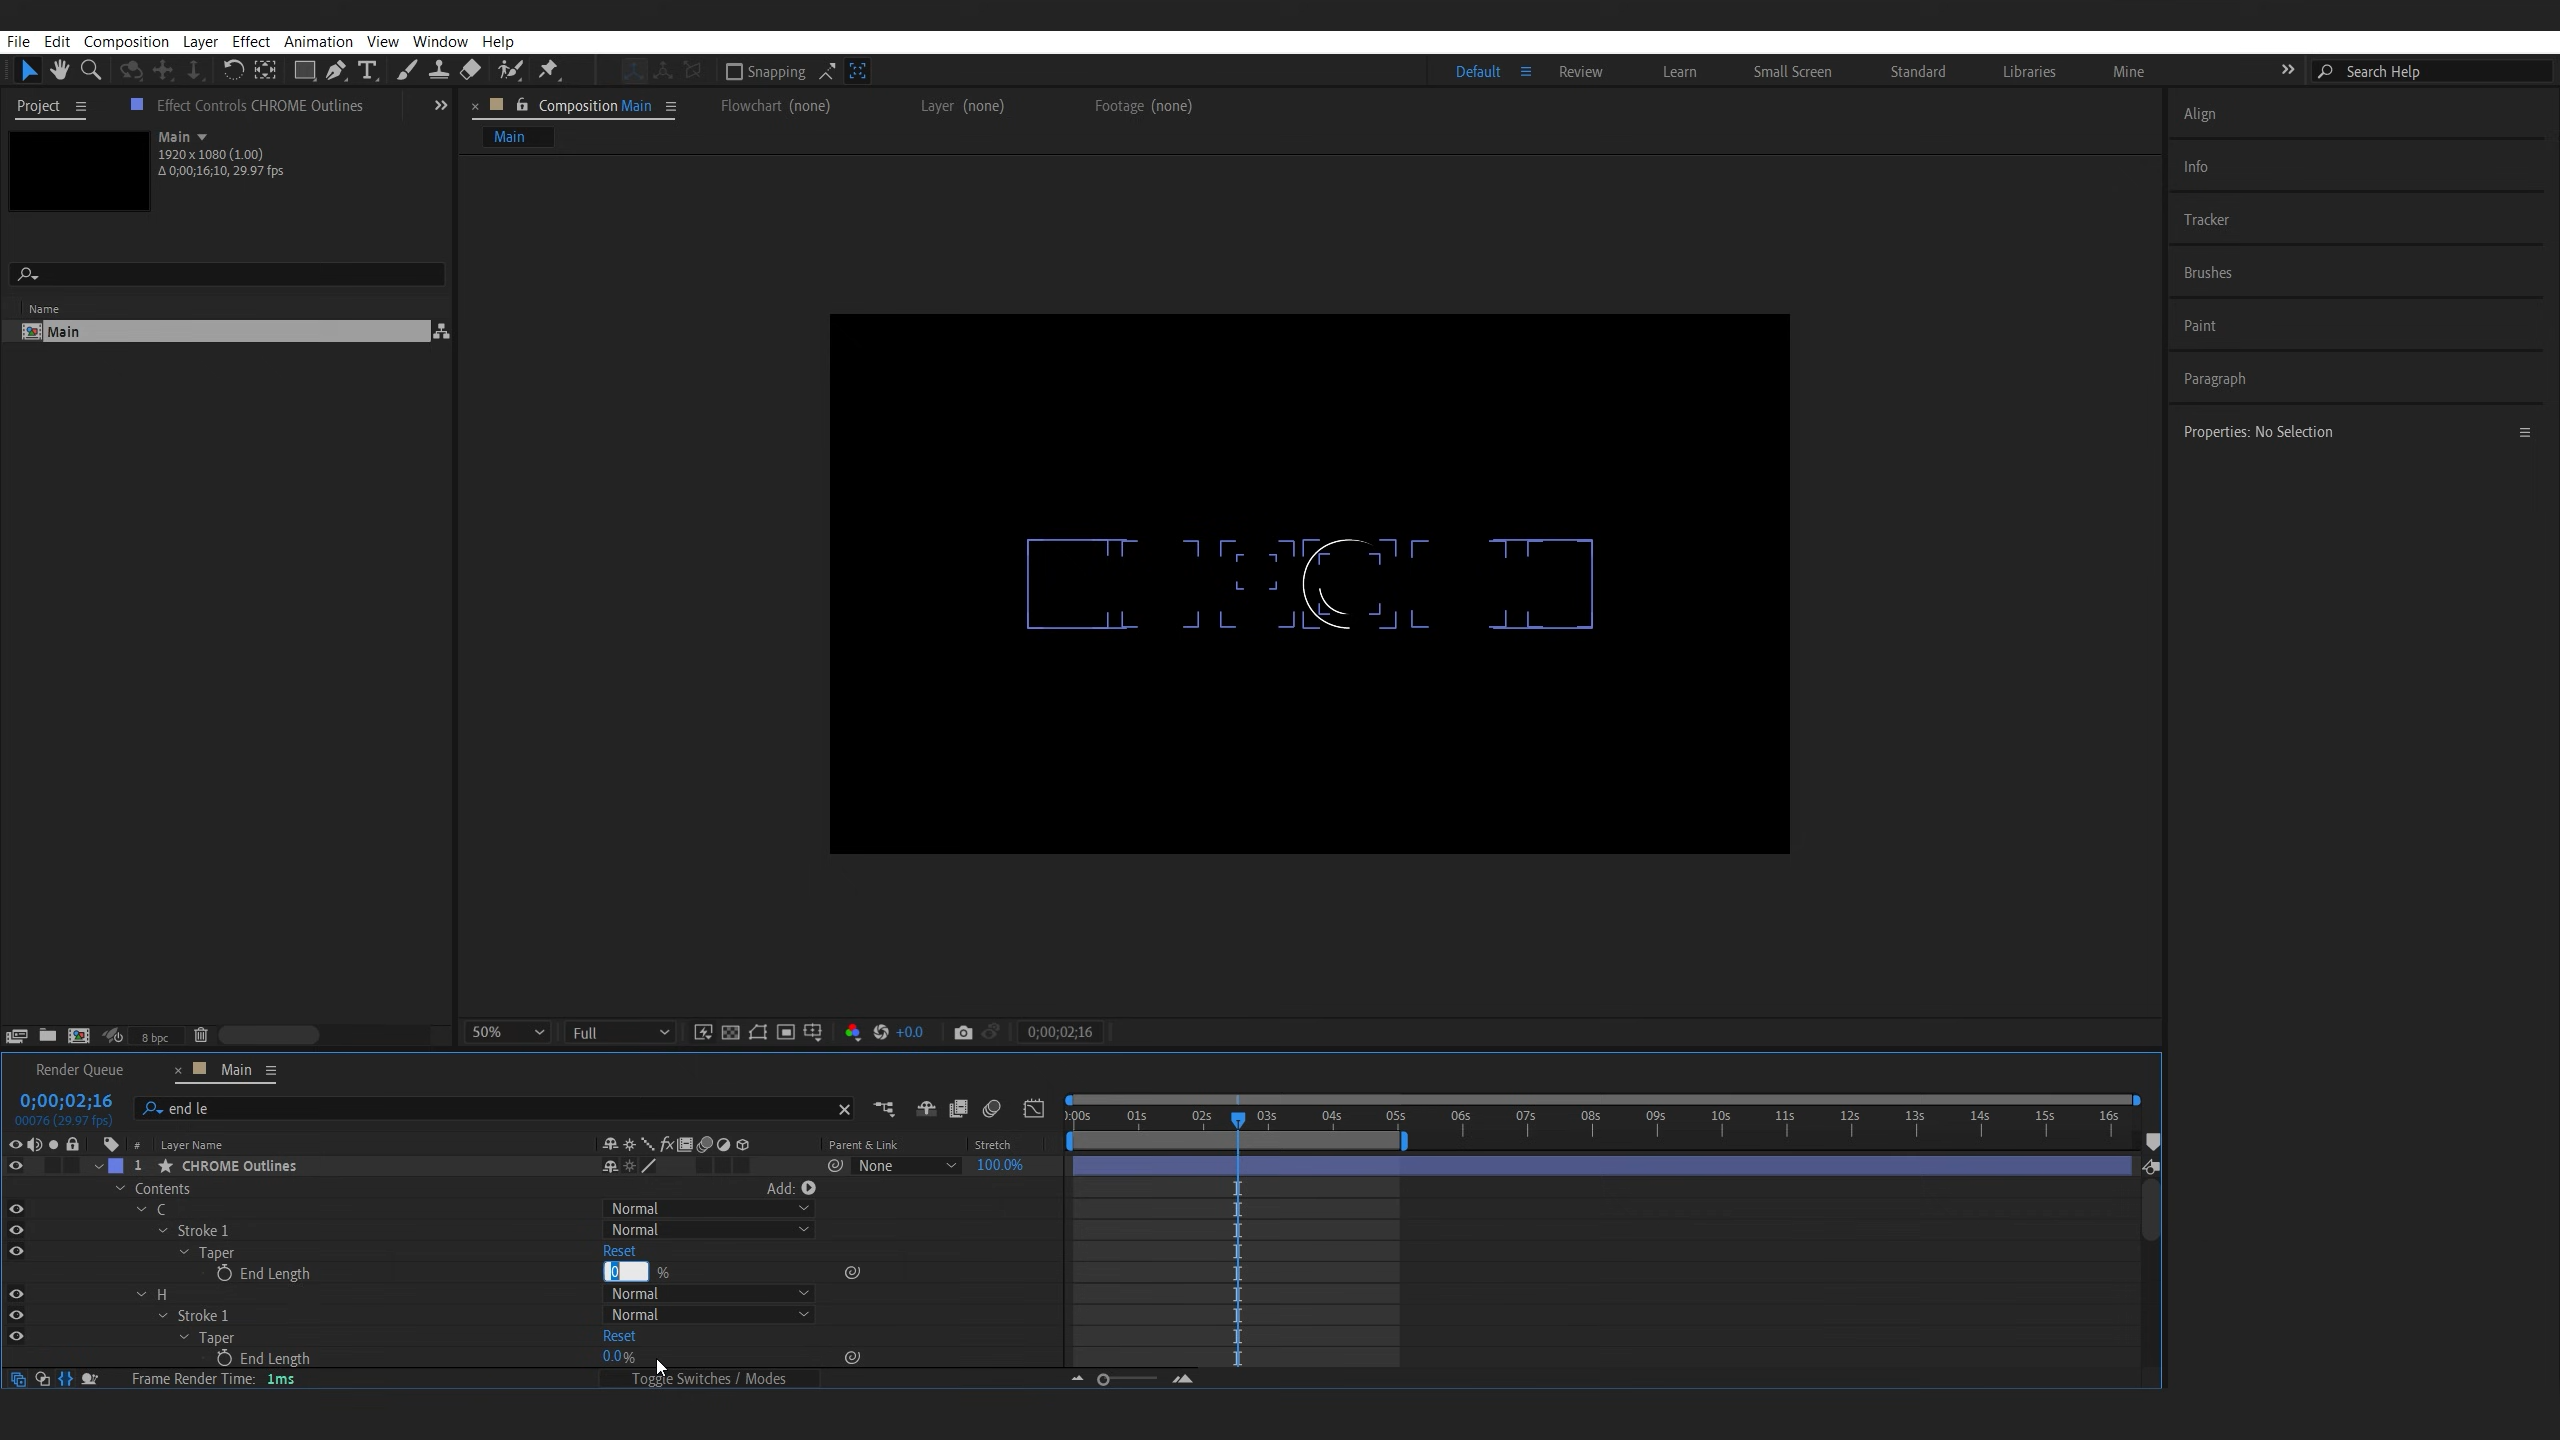 File Edit Composition Layer Effect Animation View Window Help
Snapping
Default Review Learn Small Screen Standard Libraries Mine Search Help
Project Effect Controls CHROME Outlines
Composition Main Flowchart (none) Layer (none) Footage (none)
Main
Main
1920 x 1080 (1.00)
Δ 0;00;16;10, 29.97 fps
Name
Main
Align
Info
Tracker
Brushes
Paint
Paragraph
Properties: No Selection
8 bpc
50% Full +0.0 0;00;02;16
Render Queue × Main
0;00;02;16
00076 (29.97 fps)
end le
:00s 01s 02s 03s 04s 05s 06s 07s 08s 09s 10s 11s 12s 13s 14s 15s 16s
# Layer Name Parent & Link Stretch
1 CHROME Outlines None 100.0%
Contents Add:
C Normal
Stroke 1 Normal
Taper Reset
End Length 0 %
H Normal
Stroke 1 Normal
Taper Reset
End Length 0.0%
Frame Render Time: 1ms Toggle Switches / Modes